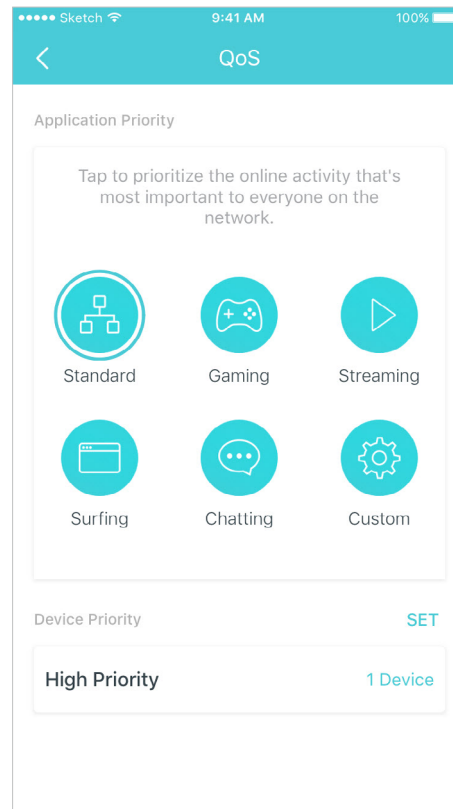 Sketch 9:41 AM 100%
QoS
Application Priority
Tap to prioritize the online activity that's
most important to everyone on the
network.
Standard Gaming Streaming
Surfing Chatting Custom
Device Priority SET
High Priority 1 Device